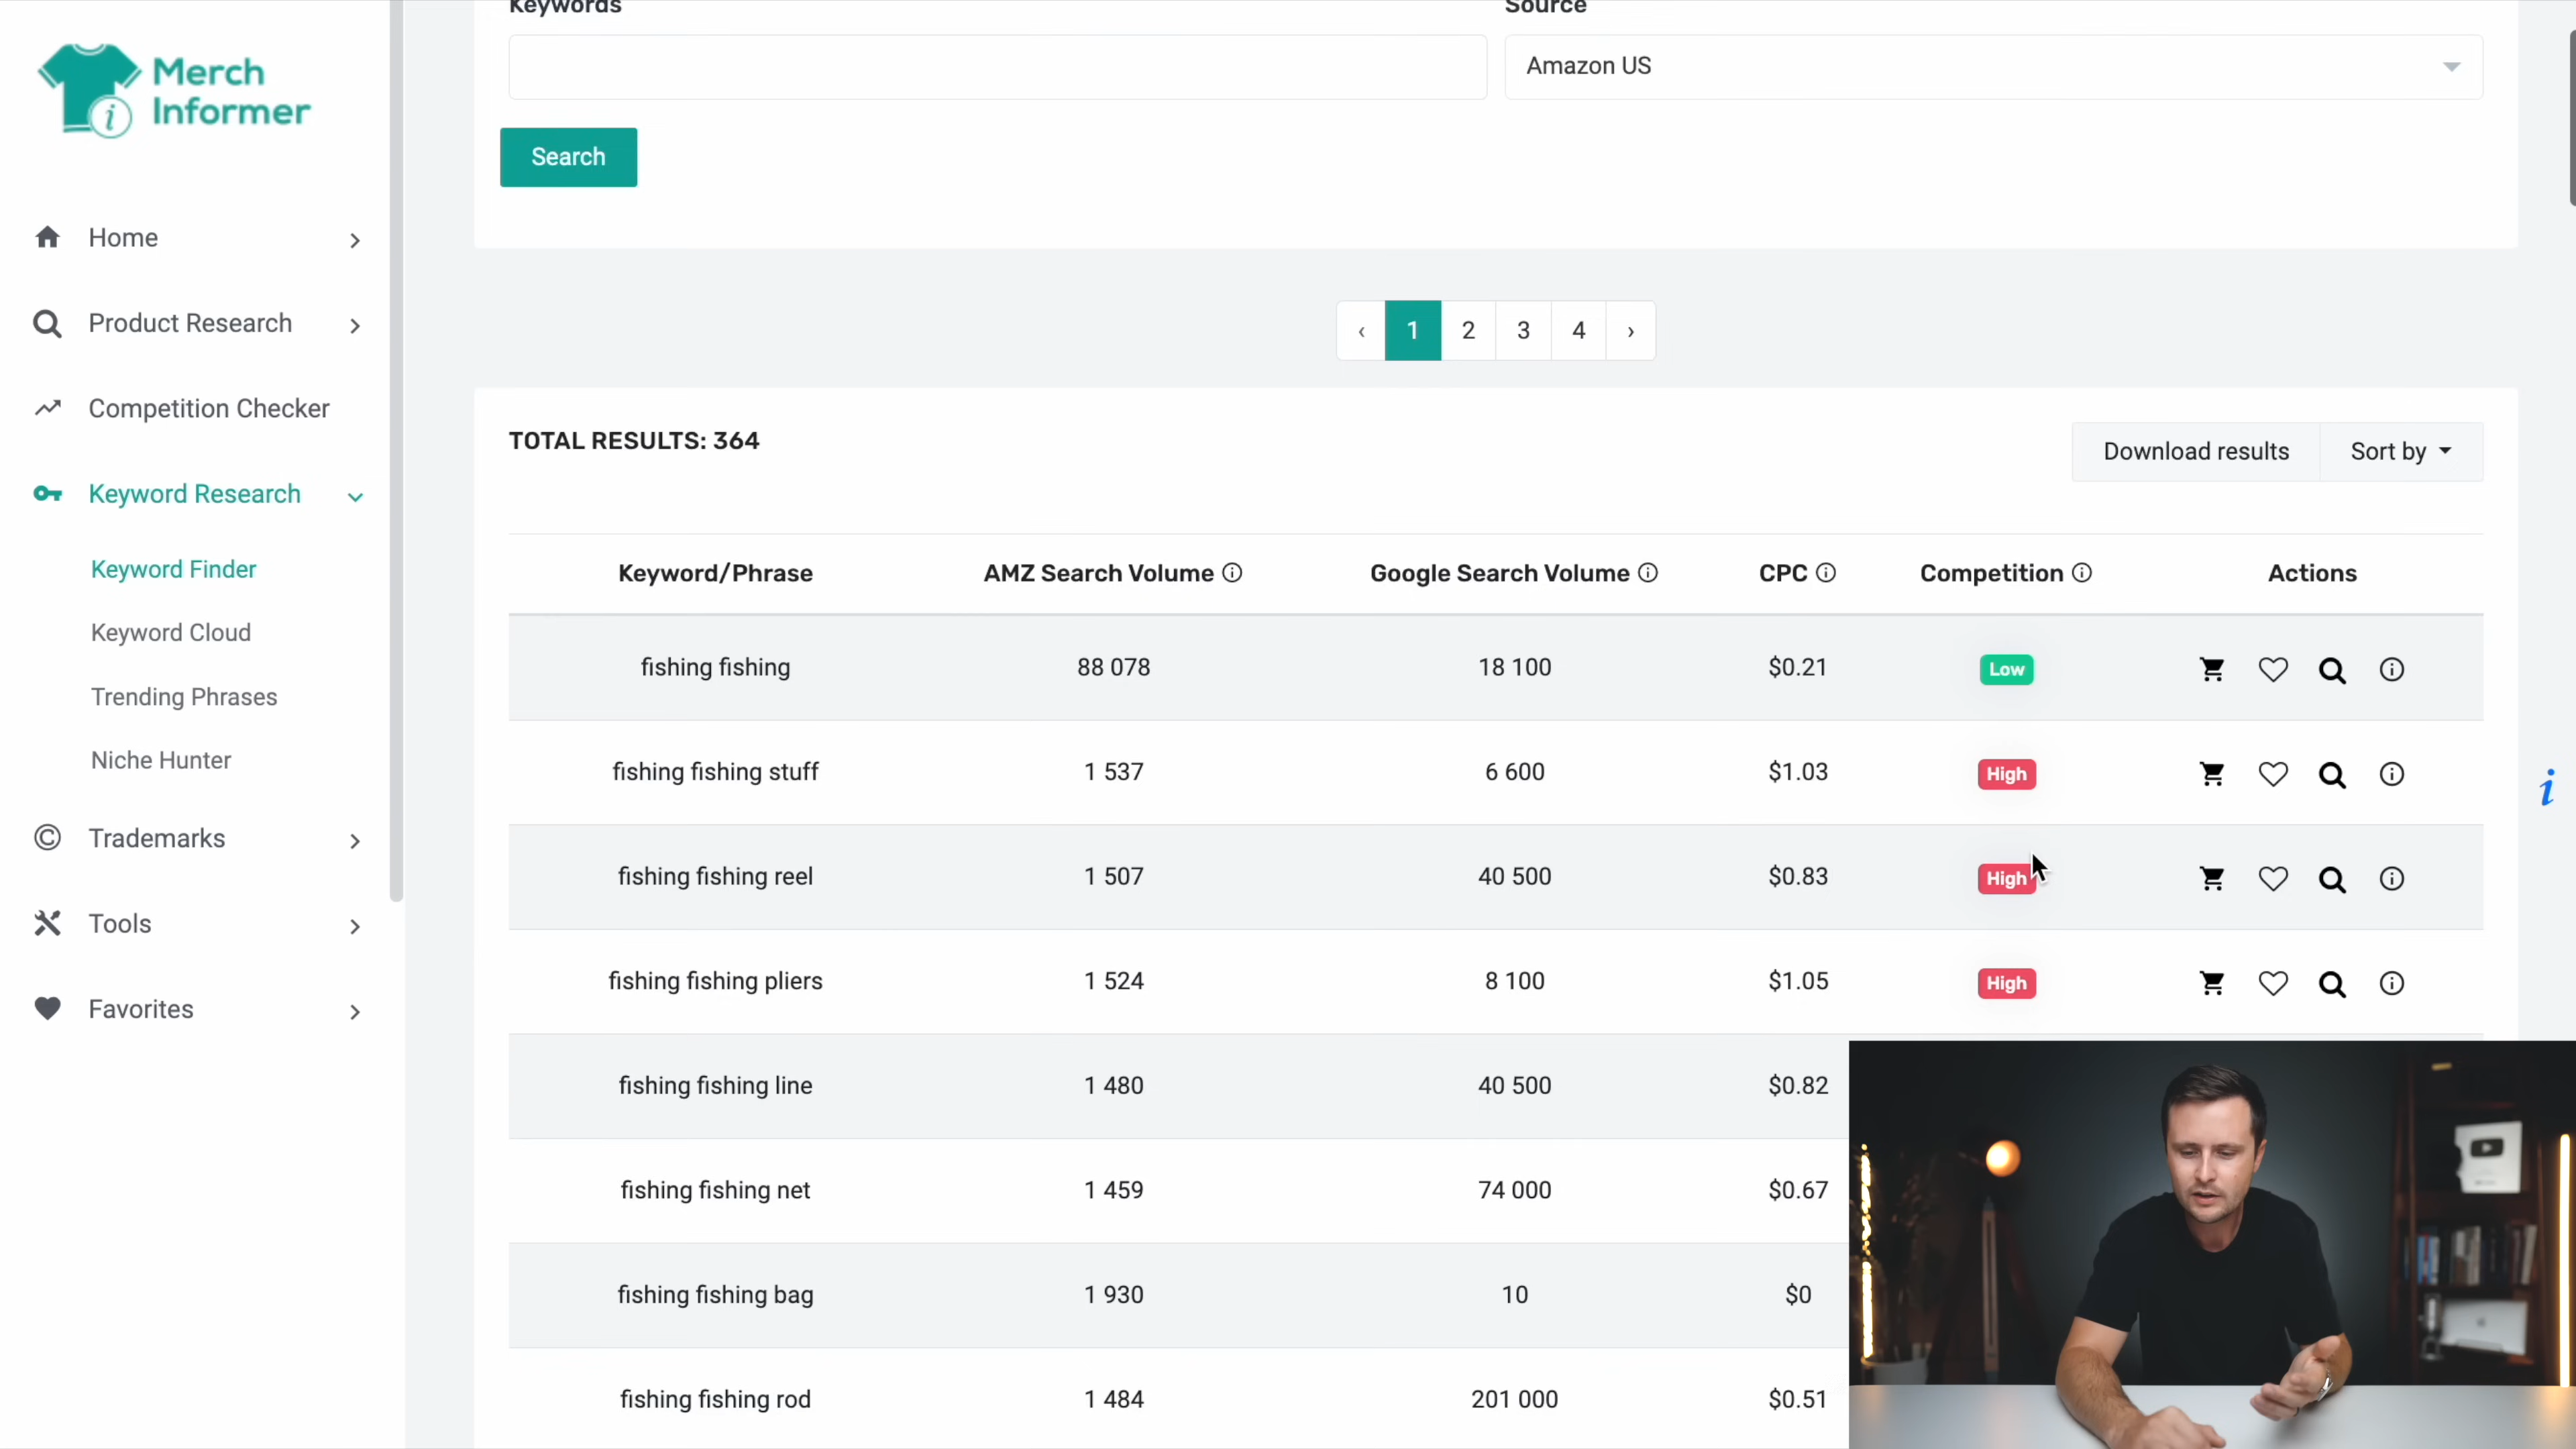 Keywords
Source
Merch
Informer
Amazon US
Search
Home
Product Research
Competition Checker
Keyword Research
Keyword Finder
Keyword Cloud
Trending Phrases
Niche Hunter
Trademarks
Tools
Favorites
‹ 1 2 3 4 ›
TOTAL RESULTS: 364
Download results
Sort by
Keyword/Phrase AMZ Search Volume Google Search Volume CPC Competition Actions
fishing fishing 88 078 18 100 $0.21 Low
fishing fishing stuff 1 537 6 600 $1.03 High
fishing fishing reel 1 507 40 500 $0.83 High
fishing fishing pliers 1 524 8 100 $1.05 High
fishing fishing line 1 480 40 500 $0.82
fishing fishing net 1 459 74 000 $0.67
fishing fishing bag 1 930 10 $0
fishing fishing rod 1 484 201 000 $0.51